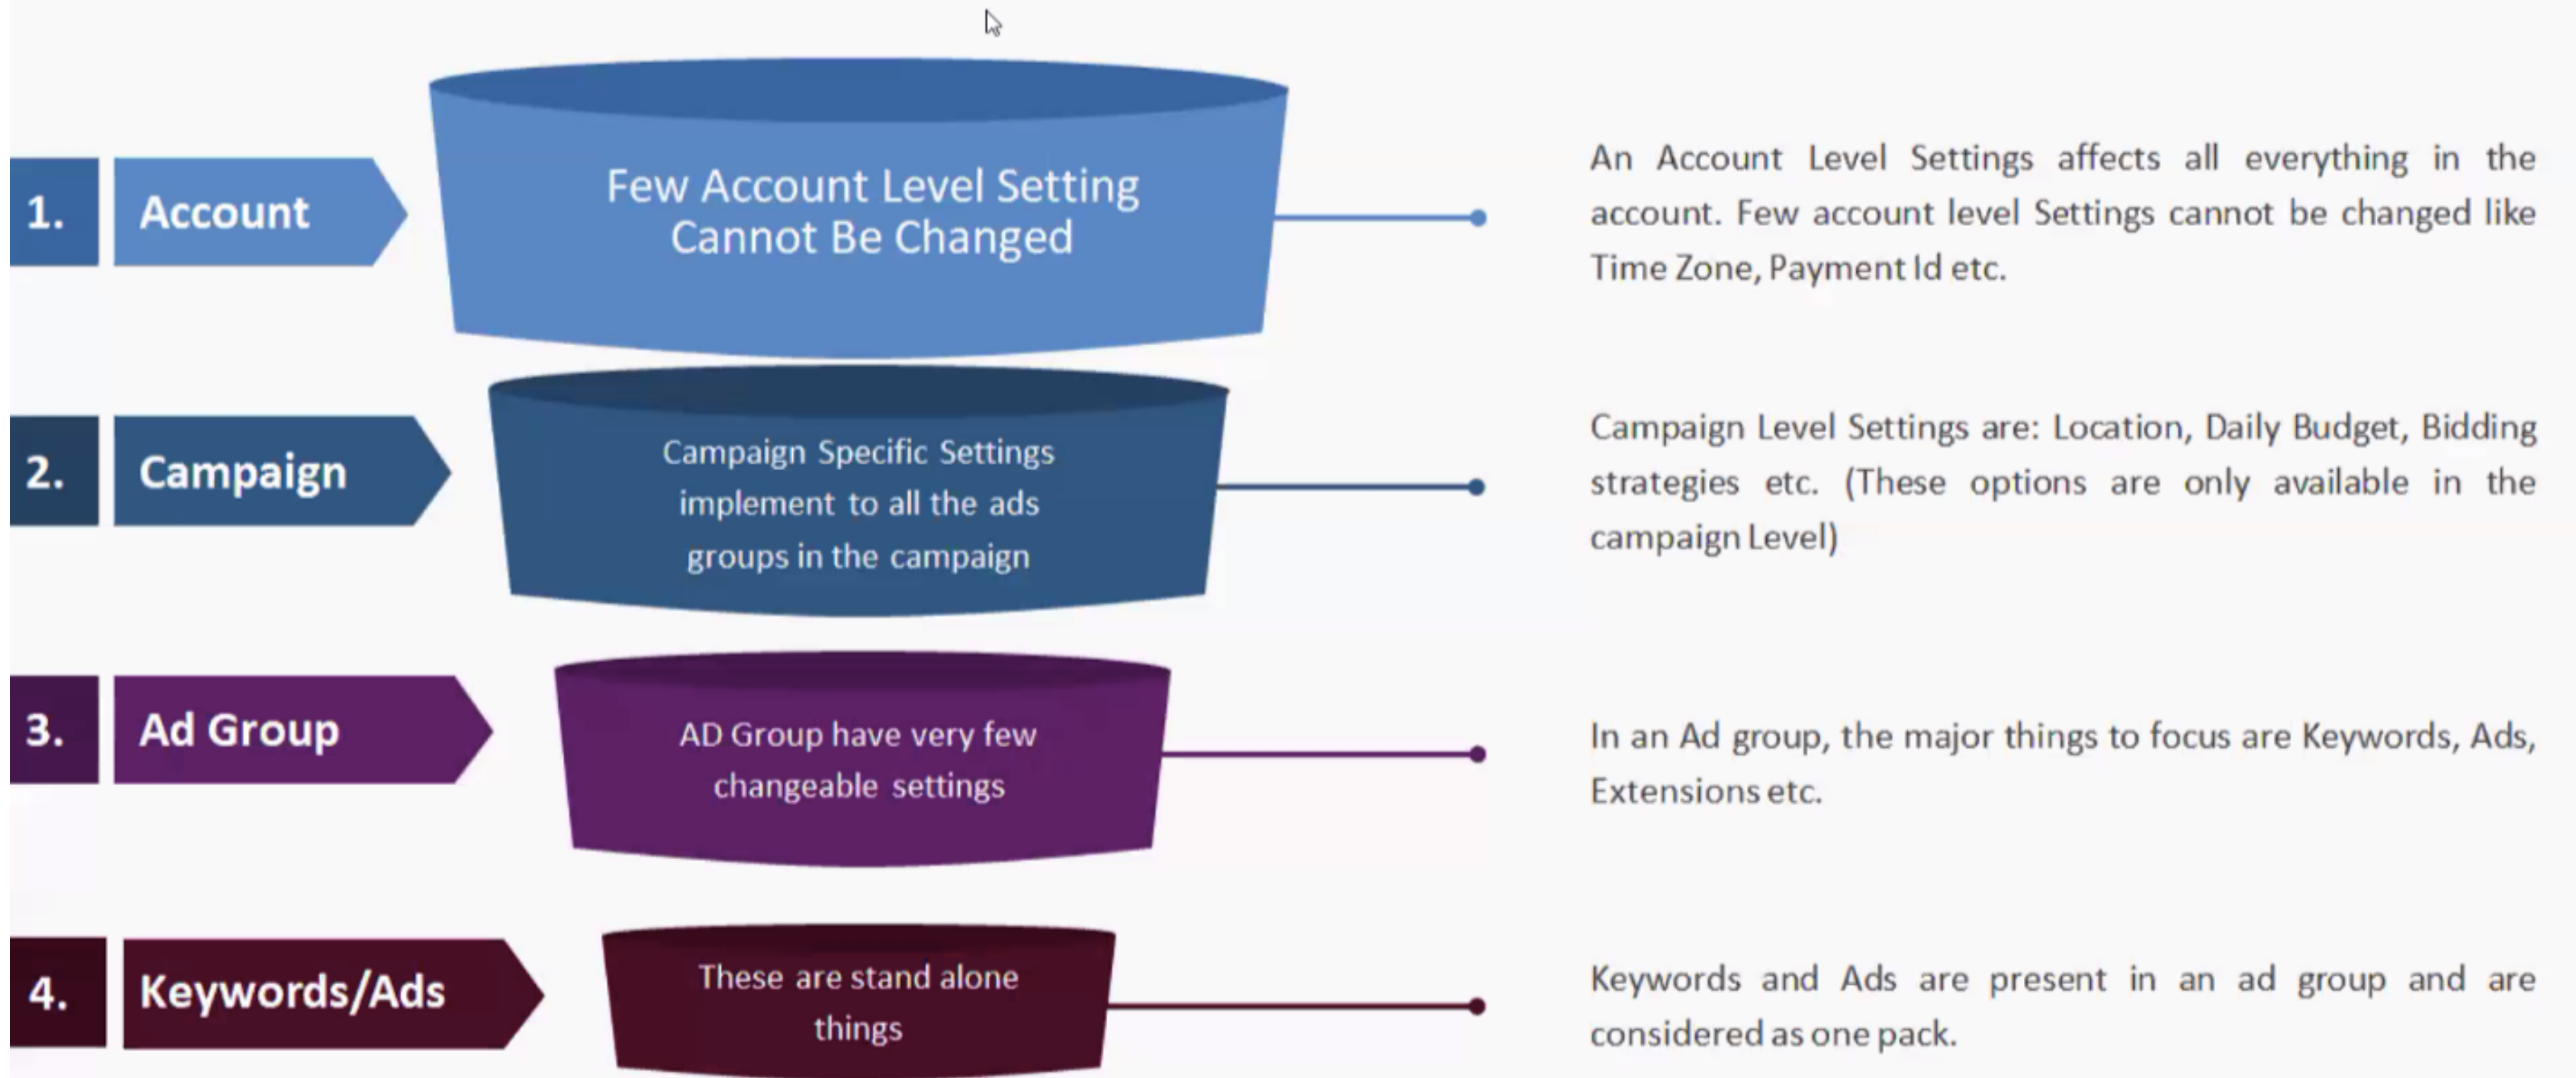 1.
Account
Few Account Level Setting
Cannot Be Changed
An Account Level Settings affects all everything in the
account. Few account level Settings cannot be changed like
Time Zone, Payment Id etc.
2.
Campaign
Campaign Specific Settings
implement to all the ads
groups in the campaign
Campaign Level Settings are: Location, Daily Budget, Bidding
strategies etc. (These options are only available in the
campaign Level)
3.
Ad Group
AD Group have very few
changeable settings
In an Ad group, the major things to focus are Keywords, Ads,
Extensions etc.
4.
Keywords/Ads
These are stand alone
things
Keywords and Ads are present in an ad group and are
considered as one pack.